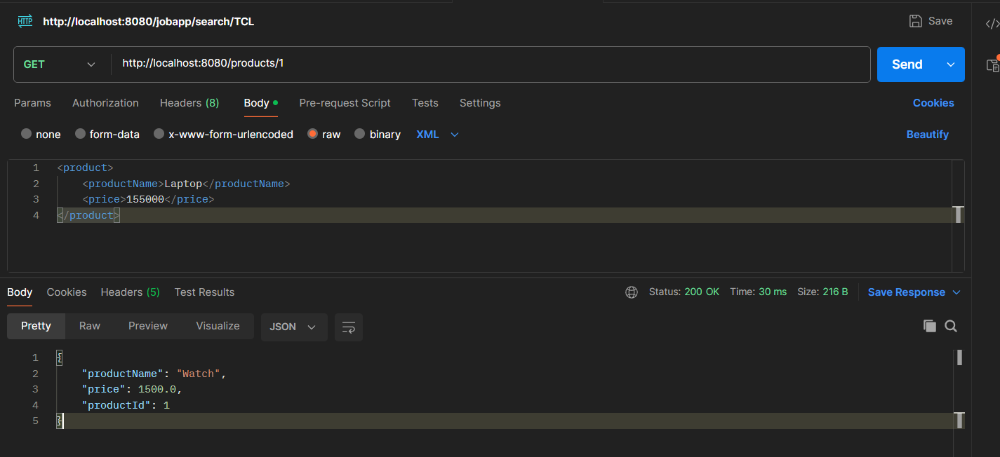 HTTP http://localhost:8080/jobapp/search/TCL Save
GET http://localhost:8080/products/1 Send
Params Authorization Headers (8) Body Pre-request Script Tests Settings Cookies
none form-data x-www-form-urlencoded raw binary XML Beautify
1 <product>
2 <productName>Laptop</productName>
3 <price>155000</price>
4 </product>
Body Cookies Headers (5) Test Results Status: 200 OK Time: 30 ms Size: 216 B Save Response
Pretty Raw Preview Visualize JSON
1 {
2 "productName": "Watch",
3 "price": 1500.0,
4 "productId": 1
5 }